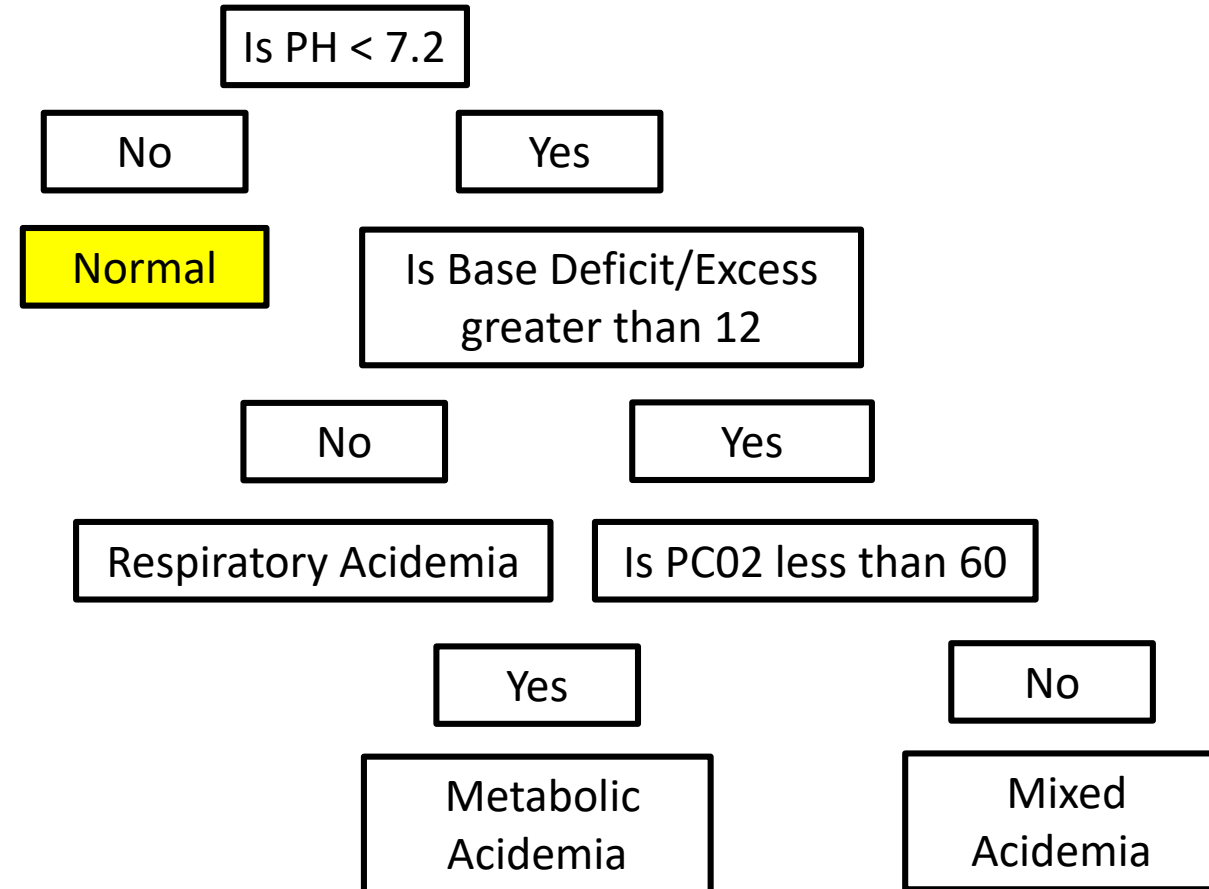 Is PH < 7.2
No
Yes
Normal
Is Base Deficit/Excess
greater than 12
No
Yes
Respiratory Acidemia
Is PC02 less than 60
Yes
No
Metabolic
Acidemia
Mixed
Acidemia